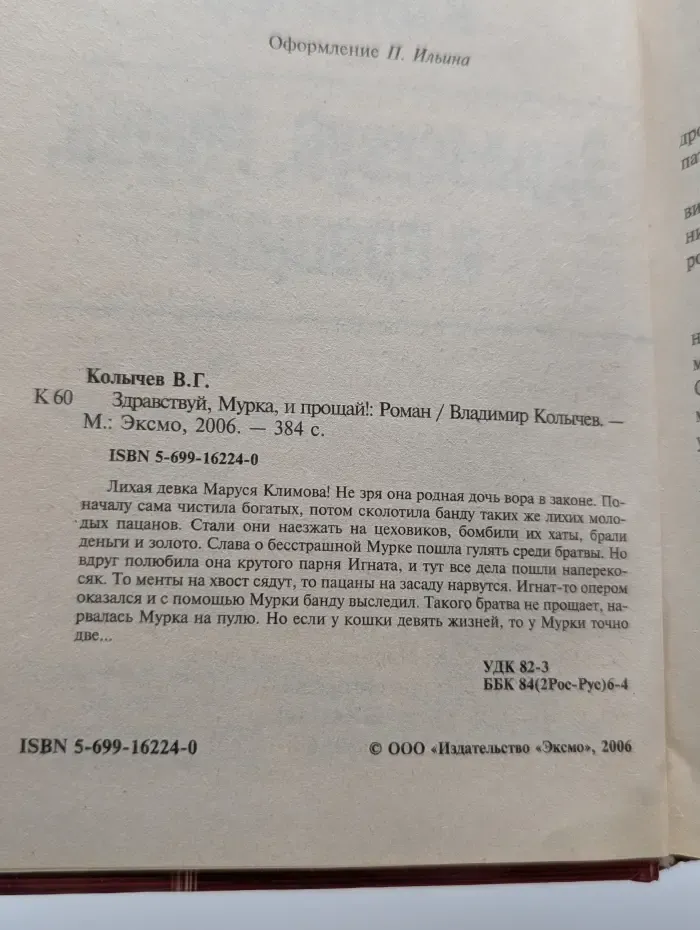 Оформление П. Ильина
Колычев В.Г.
К 60 Здравствуй, Мурка, и прощай!: Роман / Владимир Колычев. —
М.: Эксмо, 2006. — 384 с.
ISBN 5-699-16224-0
Лихая девка Маруся Климова! Не зря она родная дочь вора в законе. По-
началу сама чистила богатых, потом сколотила банду таких же лихих моло-
дых пацанов. Стали они наезжать на цеховиков, бомбили их хаты, брали
деньги и золото. Слава о бесстрашной Мурке пошла гулять среди братвы. Но
вдруг полюбила она крутого парня Игната, и тут все дела пошли напереко-
сяк. То менты на хвост сядут, то пацаны на засаду нарвутся. Игнат-то опером
оказался и с помощью Мурки банду выследил. Такого братва не прощает, на-
рвалась Мурка на пулю. Но если у кошки девять жизней, то у Мурки точно
две...
УДК 82-3
ББК 84(2Рос-Рус)6-4
ISBN 5-699-16224-0
© ООО «Издательство «Эксмо», 2006